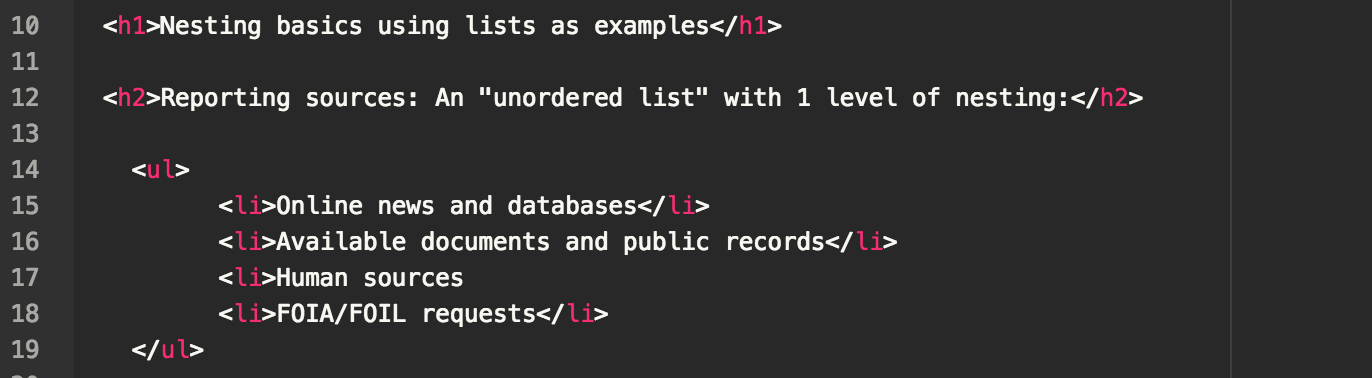 10 <h1>Nesting basics using lists as examples</h1>
11
12 <h2>Reporting sources: An "unordered list" with 1 level of nesting:</h2>
13
14 <ul>
15 <li>Online news and databases</li>
16 <li>Available documents and public records</li>
17 <li>Human sources
18 <li>FOIA/FOIL requests</li>
19 </ul>